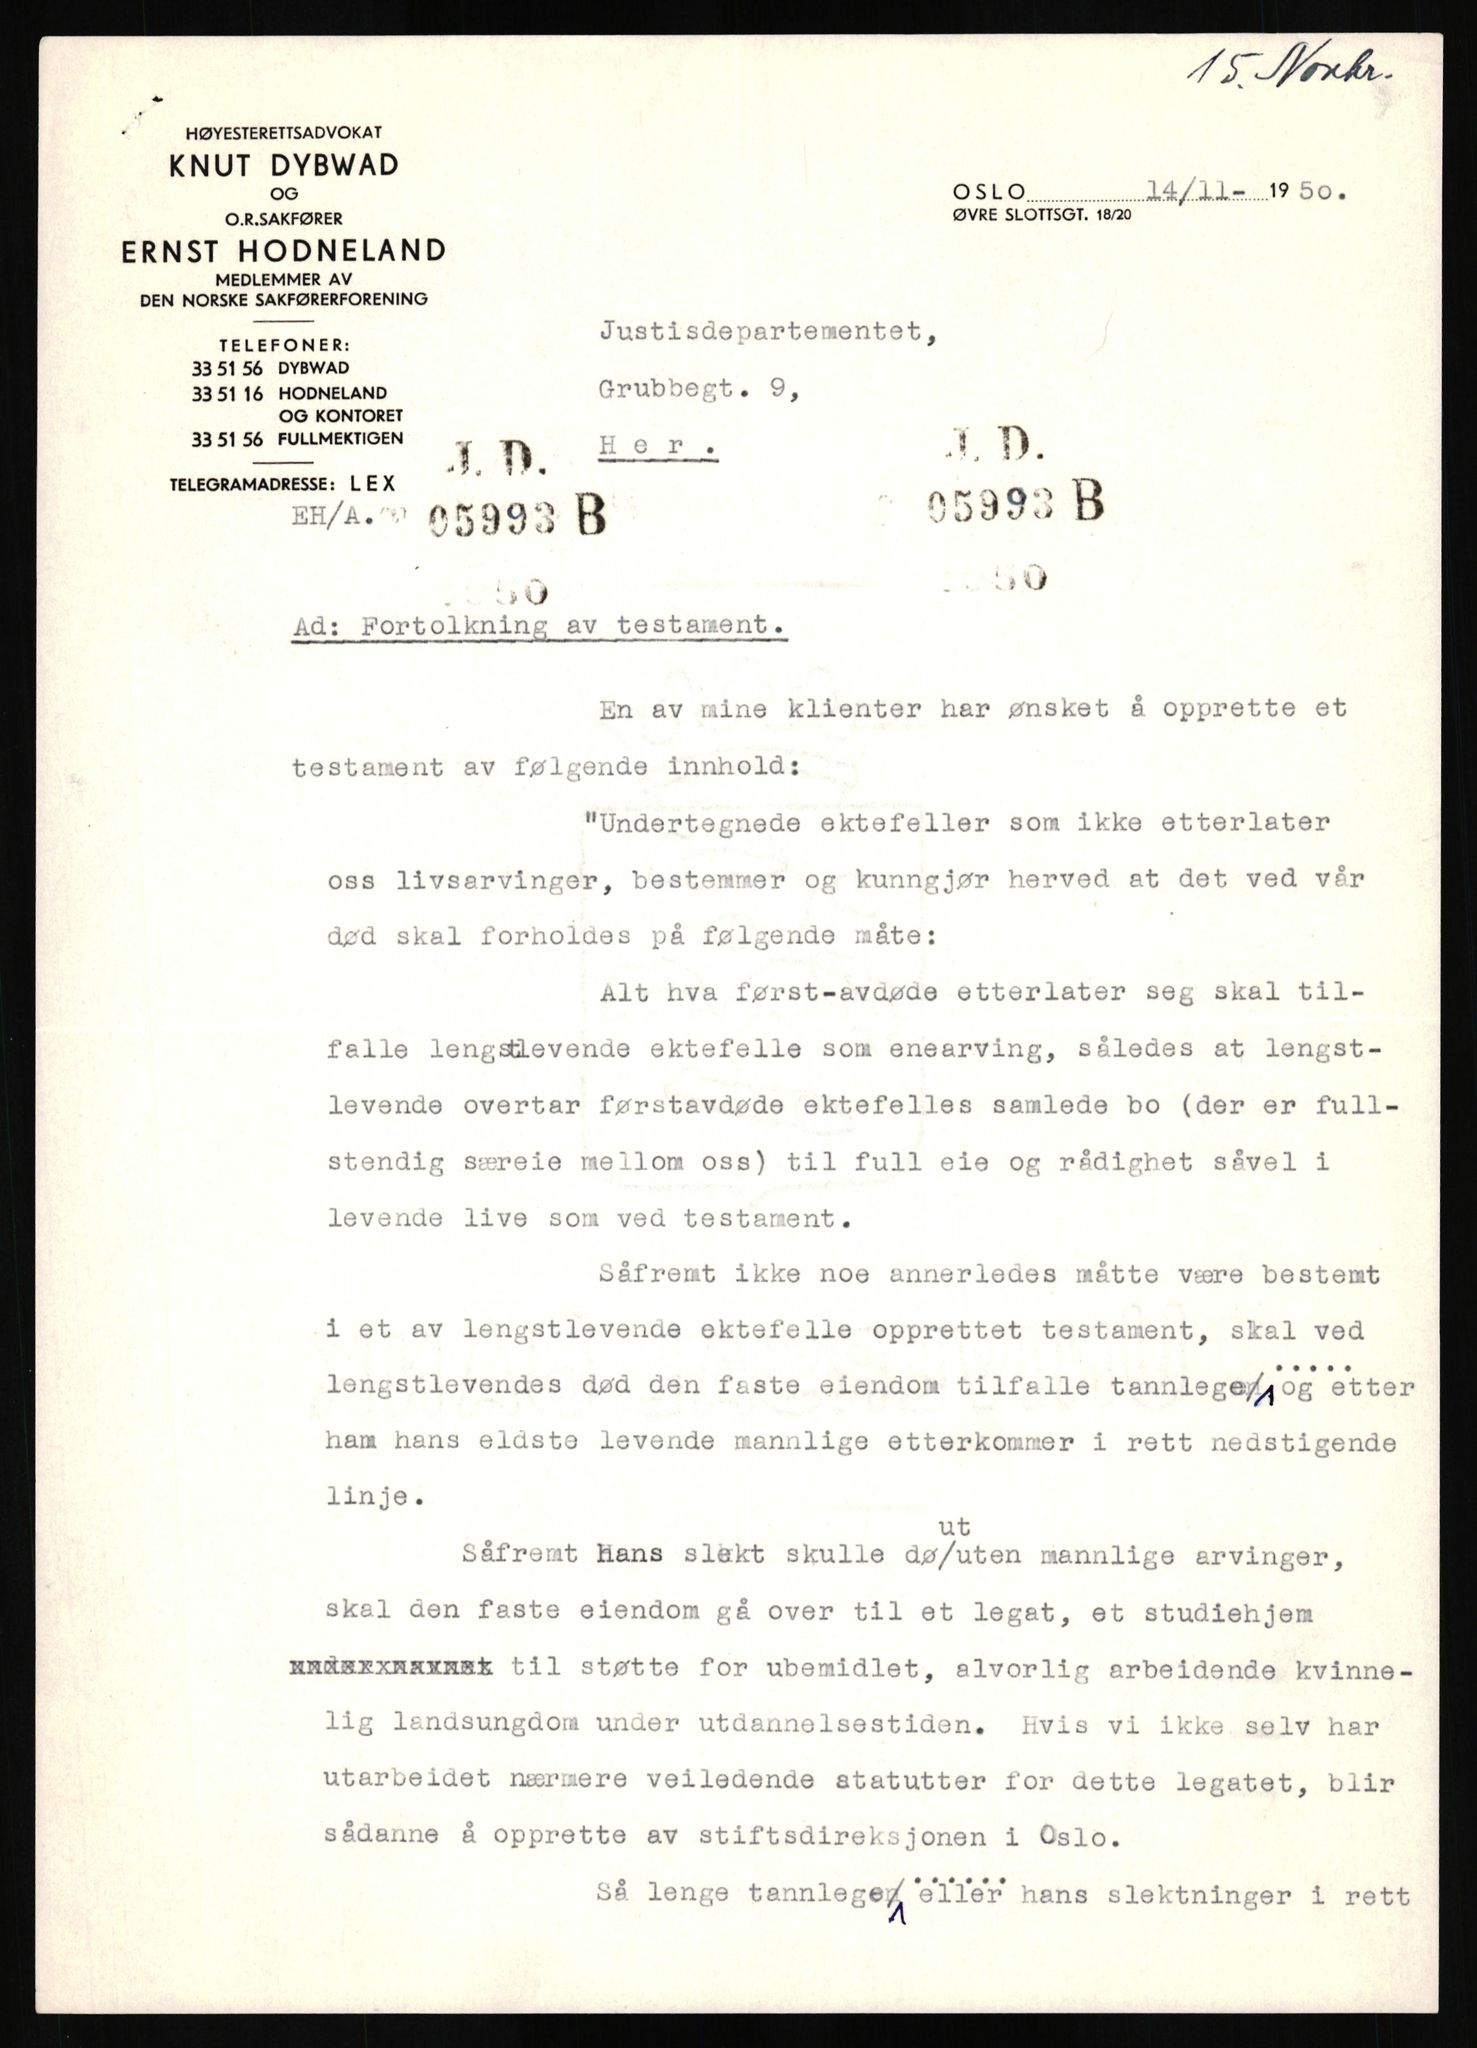 15. Novbr.
HØYESTERETTSADVOKAT
KNUT DYBWAD
OG
O.R.SAKFØRER
ERNST HODNELAND
MEDLEMMER AV
DEN NORSKE SAKFØRERFORENING
TELEFONER:
33 51 56 DYBWAD
33 51 16 HODNELAND
OG KONTORET
33 51 56 FULLMEKTIGEN
TELEGRAMADRESSE: LEX
OSLO 14/11- 1950.
ØVRE SLOTTSGT. 18/20
Justisdepartementet,
Grubbegt. 9,
Her.
J. D.
J. D.
EH/A.
05993 B
05993 B
50
50
Ad: Fortolkning av testament.
En av mine klienter har ønsket å opprette et
testament av følgende innhold:
"Undertegnede ektefeller som ikke etterlater
oss livsarvinger, bestemmer og kunngjør herved at det ved vår
død skal forholdes på følgende måte:
Alt hva først-avdøde etterlater seg skal til-
falle lengstlevende ektefelle som enearving, således at lengst-
levende overtar førstavdøde ektefelles samlede bo (der er full-
stendig særeie mellom oss) til full eie og rådighet såvel i
levende live som ved testament.
Såfremt ikke noe annerledes måtte være bestemt
i et av lengstlevende ektefelle opprettet testament, skal ved
.....
lengstlevendes død den faste eiendom tilfalle tannlegen/1 og etter
ham hans eldste levende mannlige etterkommer i rett nedstigende
linje.
ut
Såfremt hans slekt skulle dø/uten mannlige arvinger,
skal den faste eiendom gå over til et legat, et studiehjem
til støtte for ubemidlet, alvorlig arbeidende kvinne-
lig landsungdom under utdannelsestiden. Hvis vi ikke selv har
utarbeidet nærmere veiledende statutter for dette legatet, blir
sådanne å opprette av stiftsdireksjonen i Oslo.
......
Så lenge tannlegen/1 eller hans slektninger i rett